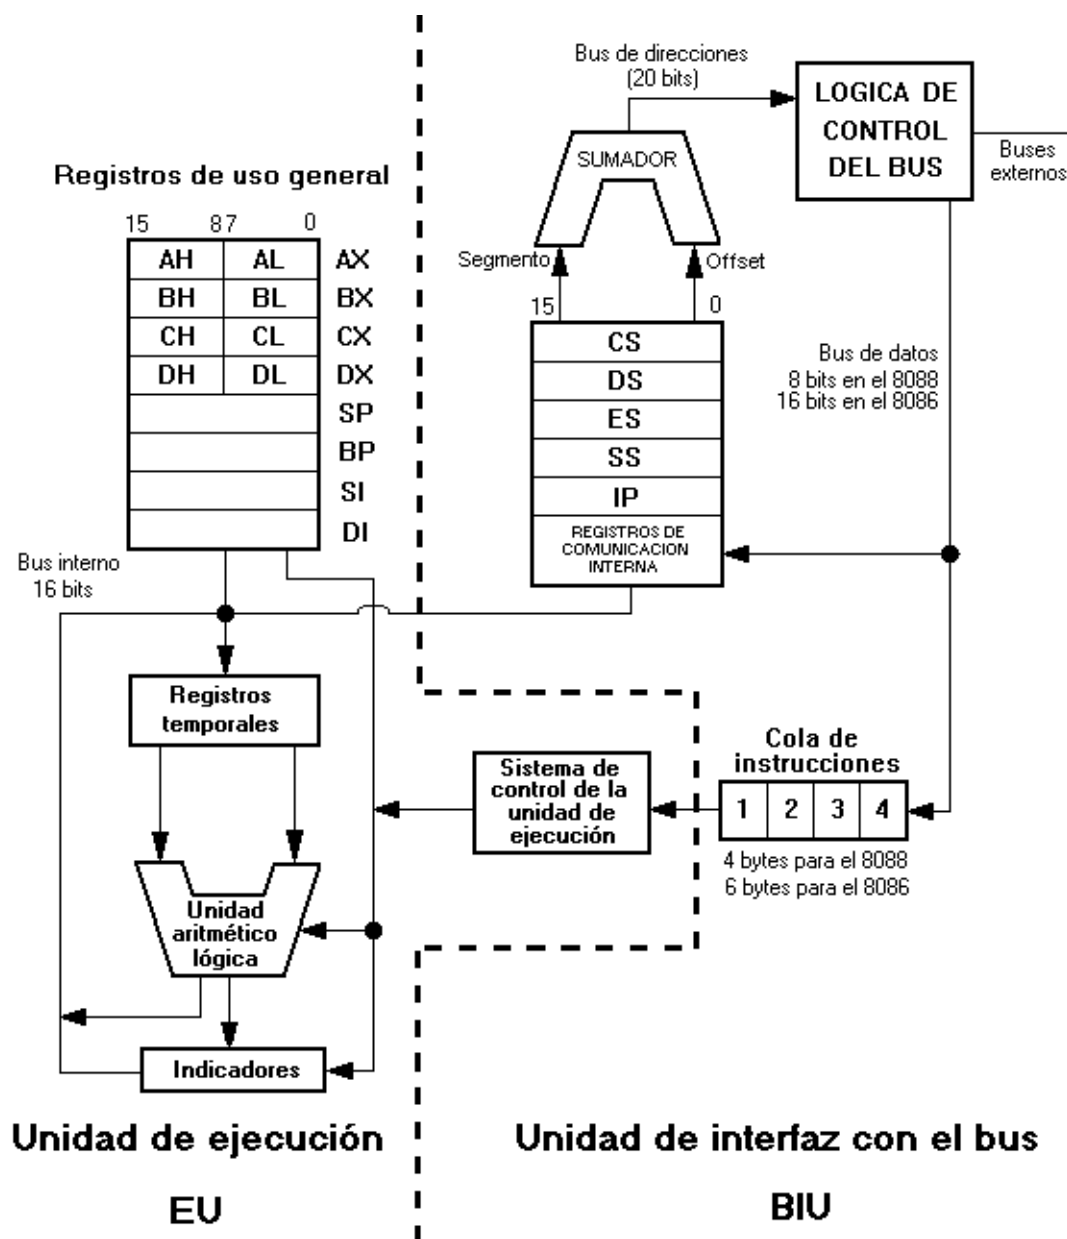 Bus de direcciones
(20 bits)
LOGICA DE
CONTROL
DEL BUS
Buses
externos
SUMADOR
Segmento
Offset
Registros de uso general
15 8 7 0
AH AL AX
BH BL BX
CH CL CX
DH DL DX
SP
BP
SI
DI
15 0
CS
DS
ES
SS
IP
REGISTROS DE
COMUNICACION
INTERNA
Bus de datos
8 bits en el 8088
16 bits en el 8086
Bus interno
16 bits
Registros
temporales
Sistema de
control de la
unidad de
ejecución
Cola de
instrucciones
1 2 3 4
4 bytes para el 8088
6 bytes para el 8086
Unidad
aritmético
lógica
Indicadores
Unidad de ejecución
EU
Unidad de interfaz con el bus
BIU